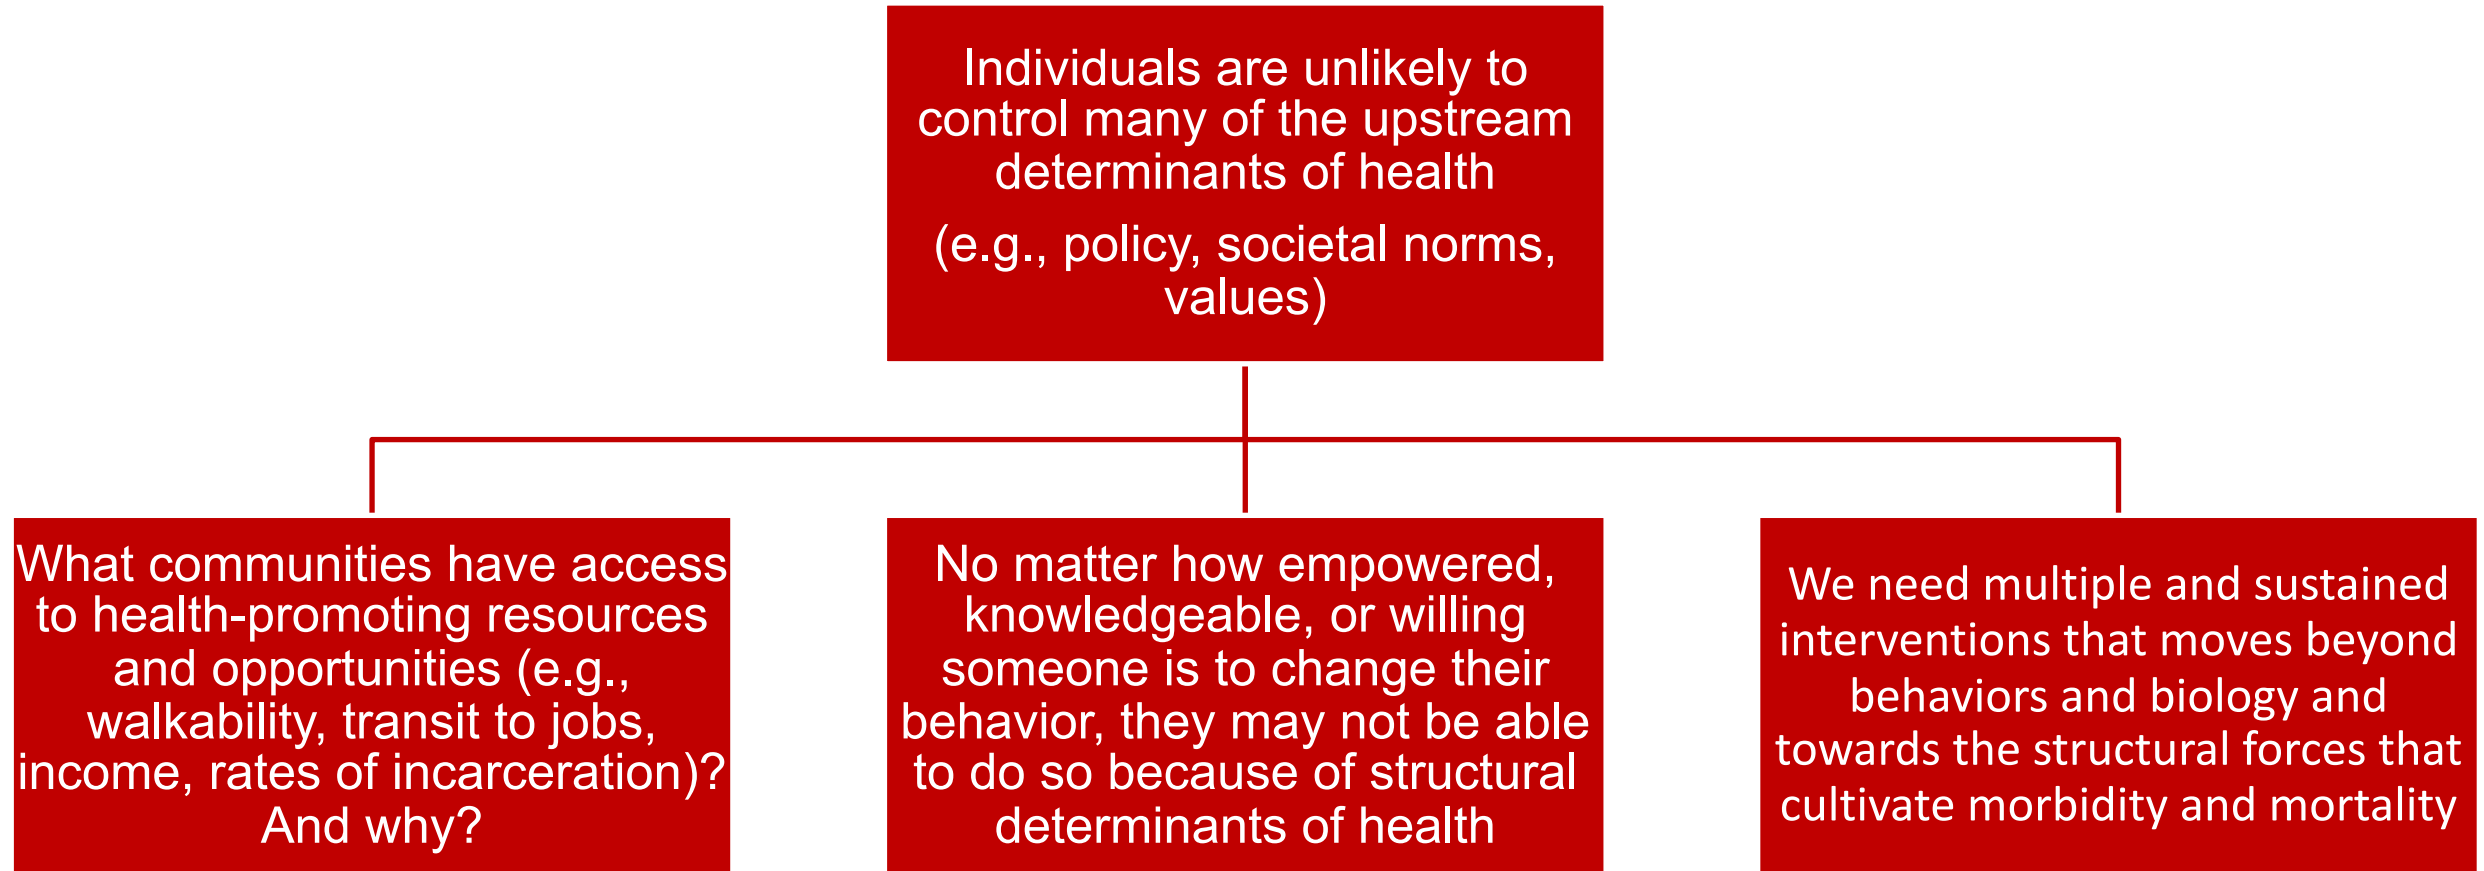 Individuals are unlikely to
control many of the upstream
determinants of health
(e.g., policy, societal norms,
values)
What communities have access
to health-promoting resources
and opportunities (e.g.,
walkability, transit to jobs,
income, rates of incarceration)?
And why?
No matter how empowered,
knowledgeable, or willing
someone is to change their
behavior, they may not be able
to do so because of structural
determinants of health
We need multiple and sustained
interventions that moves beyond
behaviors and biology and
towards the structural forces that
cultivate morbidity and mortality